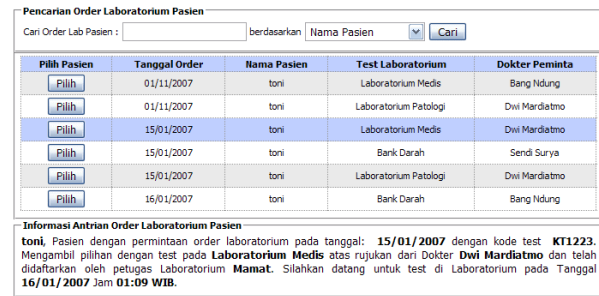 Pencarian Order Laboratorium Pasien
Cari Order Lab Pasien : berdasarkan Nama Pasien Cari
Pilih Pasien Tanggal Order Nama Pasien Test Laboratorium Dokter Peminta
Pilih 01/11/2007 toni Laboratorium Medis Bang Ndung
Pilih 01/11/2007 toni Laboratorium Patologi Dwi Mardiatmo
Pilih 15/01/2007 toni Laboratorium Medis Dwi Mardiatmo
Pilih 15/01/2007 toni Bank Darah Sendi Surya
Pilih 15/01/2007 toni Laboratorium Patologi Dwi Mardiatmo
Pilih 16/01/2007 toni Bank Darah Bang Ndung
Informasi Antrian Order Laboratorium Pasien
toni, Pasien dengan permintaan order laboratorium pada tanggal: 15/01/2007 dengan kode test KT1223.
Mengambil pilihan dengan test pada Laboratorium Medis atas rujukan dari Dokter Dwi Mardiatmo dan telah
didaftarkan oleh petugas Laboratorium Mamat. Silahkan datang untuk test di Laboratorium pada Tanggal
16/01/2007 Jam 01:09 WIB.